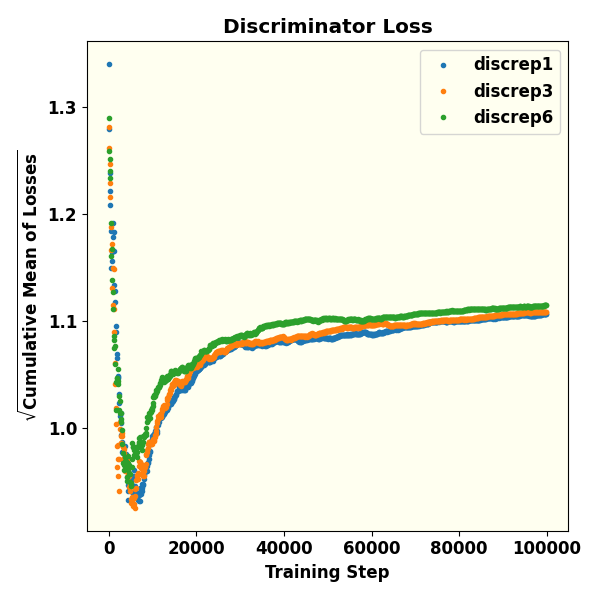 Discriminator Loss
√Cumulative Mean of Losses
1.3
1.2
1.1
1.0
discrep1
discrep3
discrep6
0 20000 40000 60000 80000 100000
Training Step